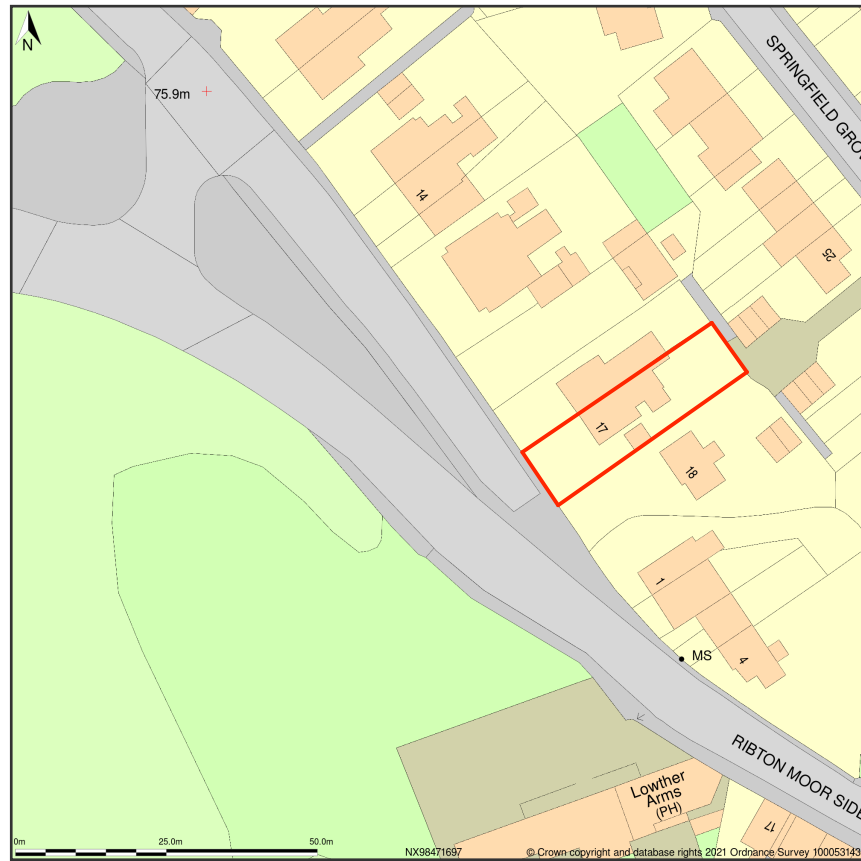 N
75.9m
SPRINGFIELD GRO
14
25
17
18
1
4
MS
RIBTON MOOR SIDE
Lowther
Arms
(PH)
17
0m
25.0m
50.0m
NX98471697
© Crown copyright and database rights 2021 Ordnance Survey 100053143